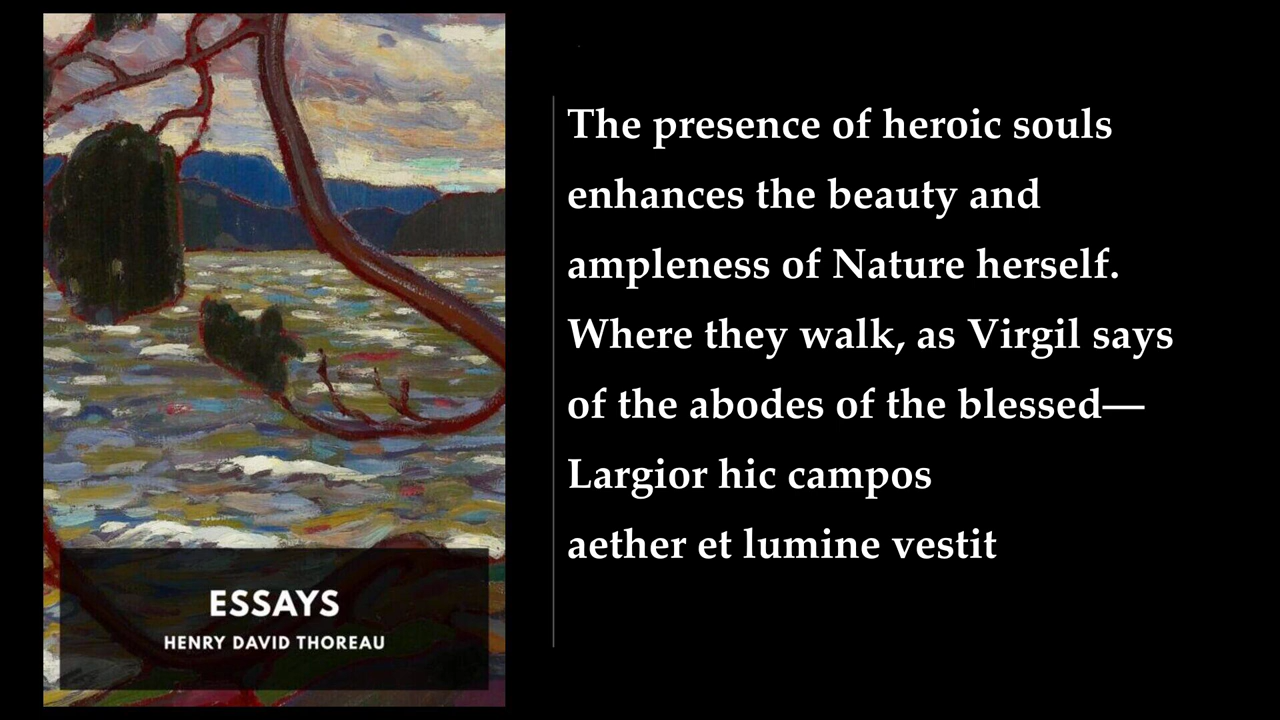 ESSAYS
HENRY DAVID THOREAU
The presence of heroic souls
enhances the beauty and
ampleness of Nature herself.
Where they walk, as Virgil says
of the abodes of the blessed—
Largior hic campos
aether et lumine vestit